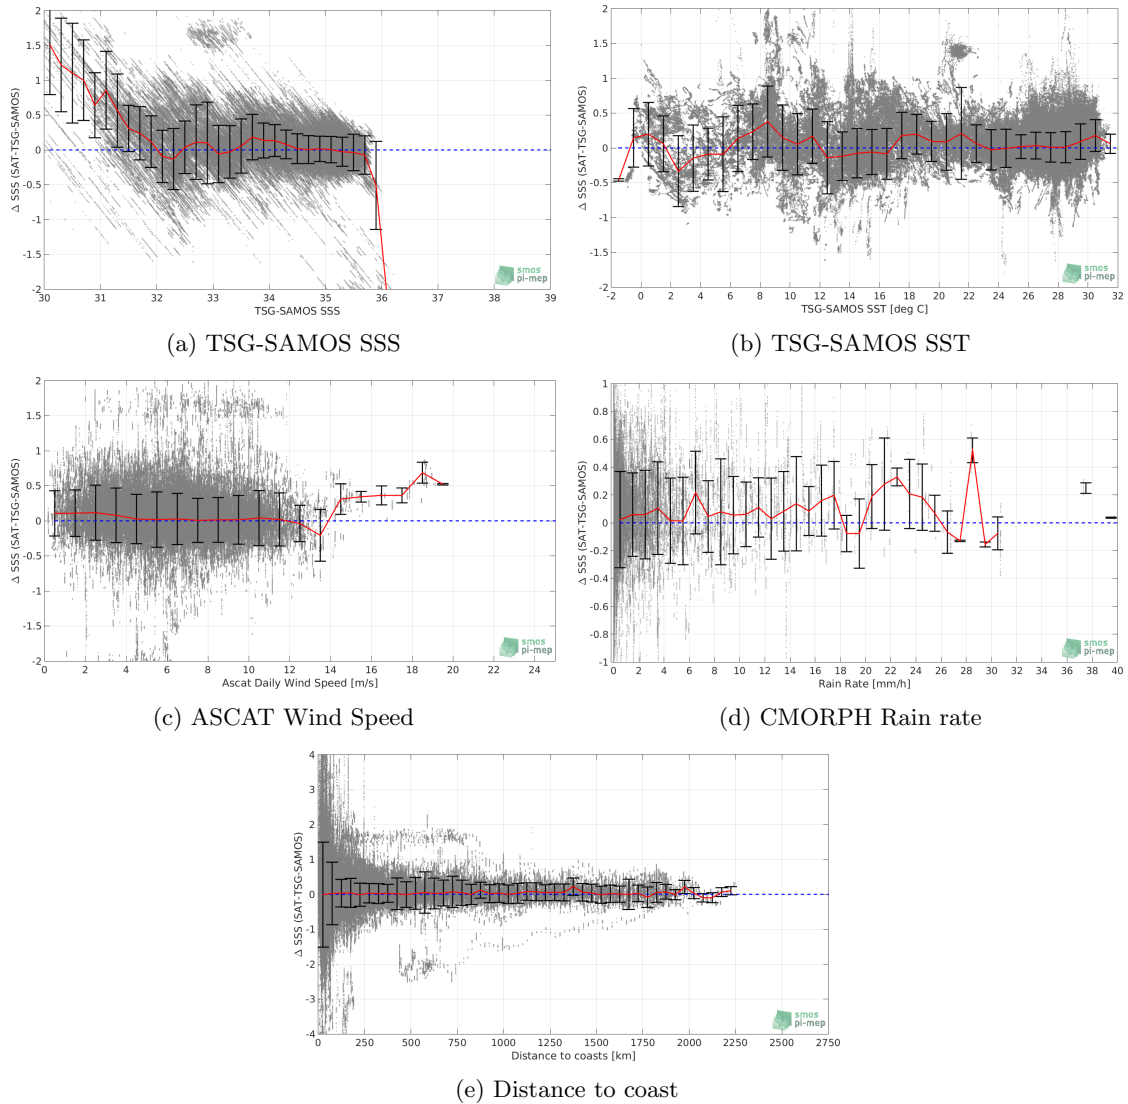 2
1.5
1
0.5
0
-0.5
-1
-1.5
-2
Δ SSS (SAT-TSG-SAMOS)
30 31 32 33 34 35 36 37 38 39
TSG-SAMOS SSS
smos
pi-mep
(a) TSG-SAMOS SSS
2
1.5
1
0.5
0
-0.5
-1
-1.5
-2
Δ SSS (SAT-TSG-SAMOS)
-2 0 2 4 6 8 10 12 14 16 18 20 22 24 26 28 30 32
TSG-SAMOS SST [deg C]
smos
pi-mep
(b) TSG-SAMOS SST
2
1.5
1
0.5
0
-0.5
-1
-1.5
-2
Δ SSS (SAT-TSG-SAMOS)
0 2 4 6 8 10 12 14 16 18 20 22 24
Ascat Daily Wind Speed [m/s]
smos
pi-mep
(c) ASCAT Wind Speed
1
0.8
0.6
0.4
0.2
0
-0.2
-0.4
-0.6
-0.8
-1
Δ SSS (SAT-TSG-SAMOS)
0 2 4 6 8 10 12 14 16 18 20 22 24 26 28 30 32 34 36 38 40
Rain Rate [mm/h]
smos
pi-mep
(d) CMORPH Rain rate
4
3
2
1
0
-1
-2
-3
-4
Δ SSS (SAT-TSG-SAMOS)
0 250 500 750 1000 1250 1500 1750 2000 2250 2500 2750
Distance to coasts [km]
smos
pi-mep
(e) Distance to coast